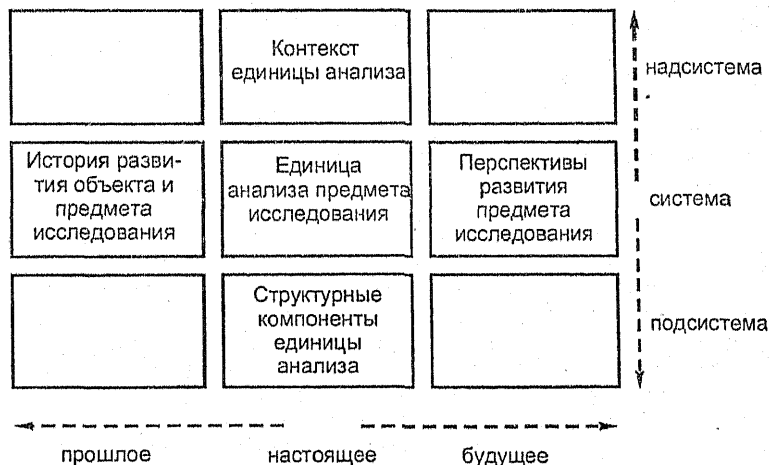 Контекст
единицы анализа
надсистема
История разви-
тия объекта и
предмета
исследования
Единица
анализа предмета
исследования
Перспективы
развития
предмета
исследования
система
Структурные
компоненты
единицы
анализа
подсистема
прошлое
настоящее
будущее